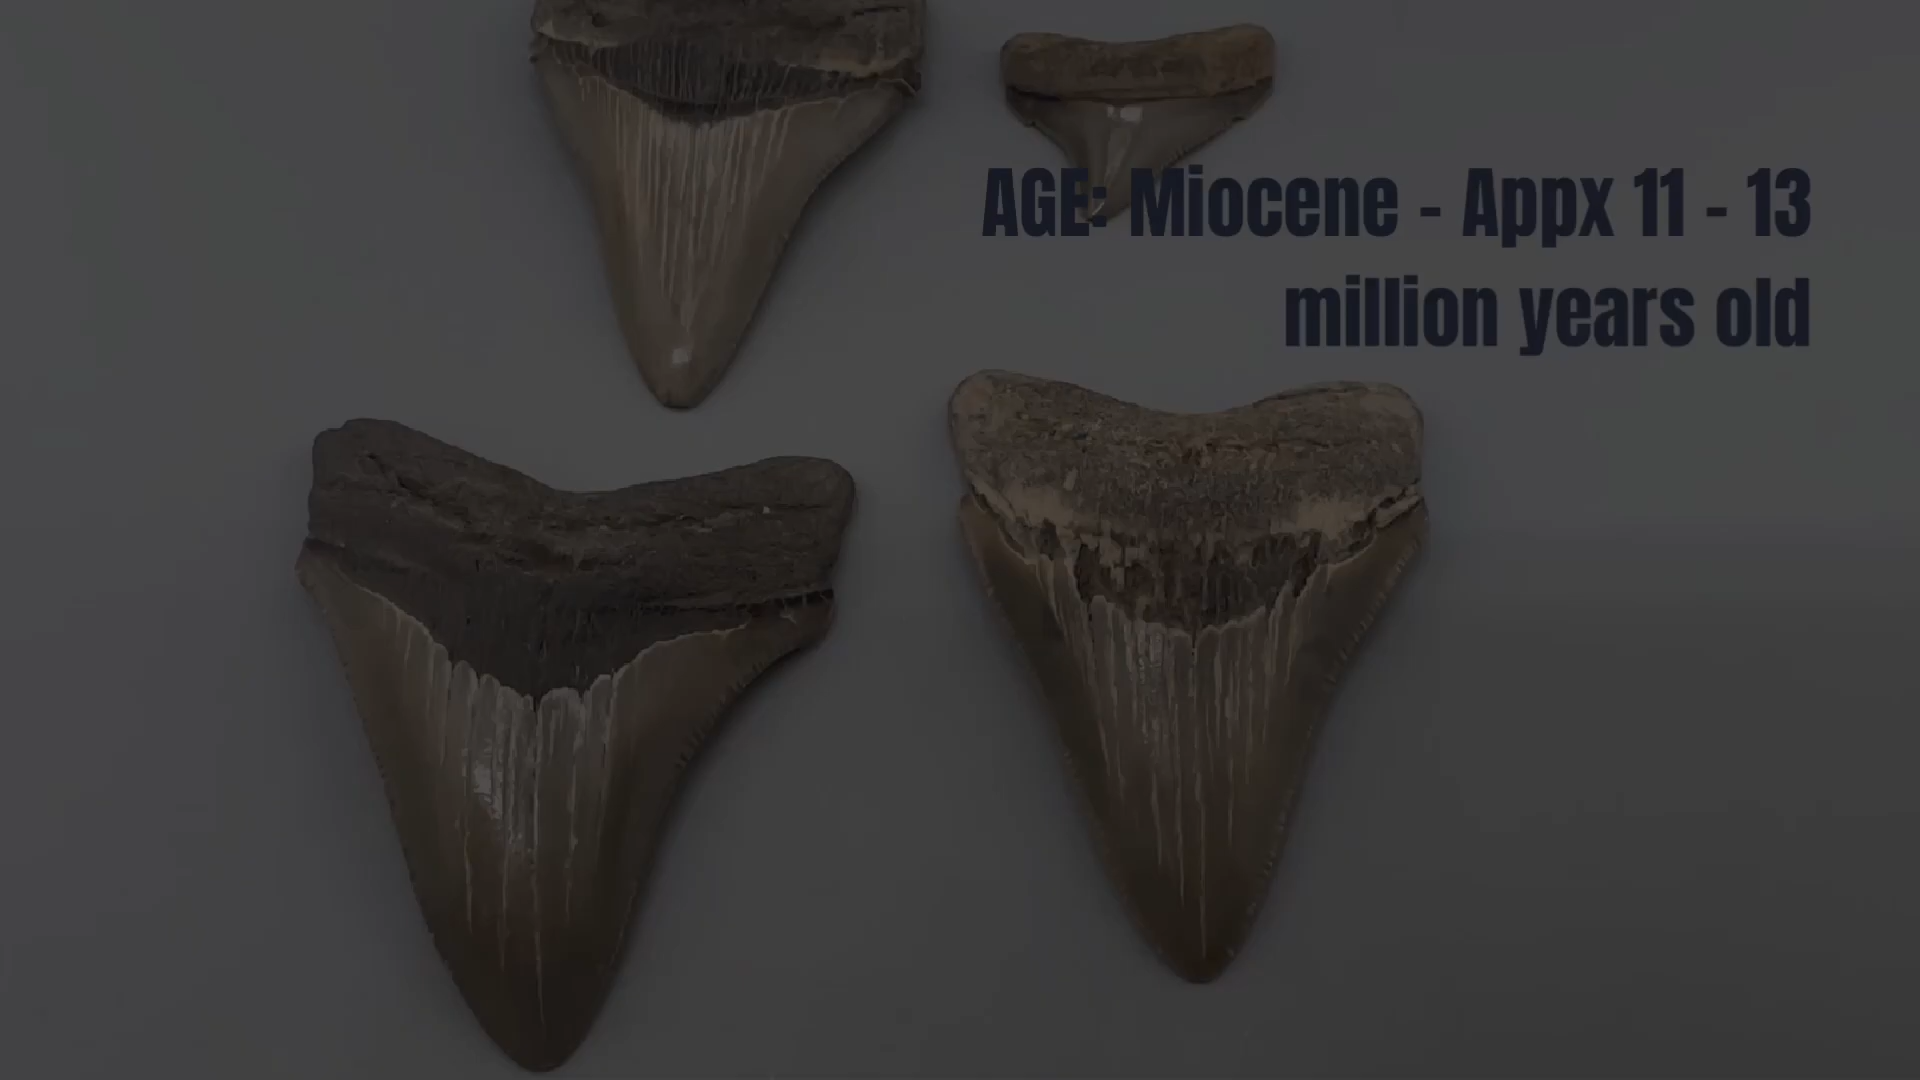 AGE: Miocene - Appx 11 - 13
million years old